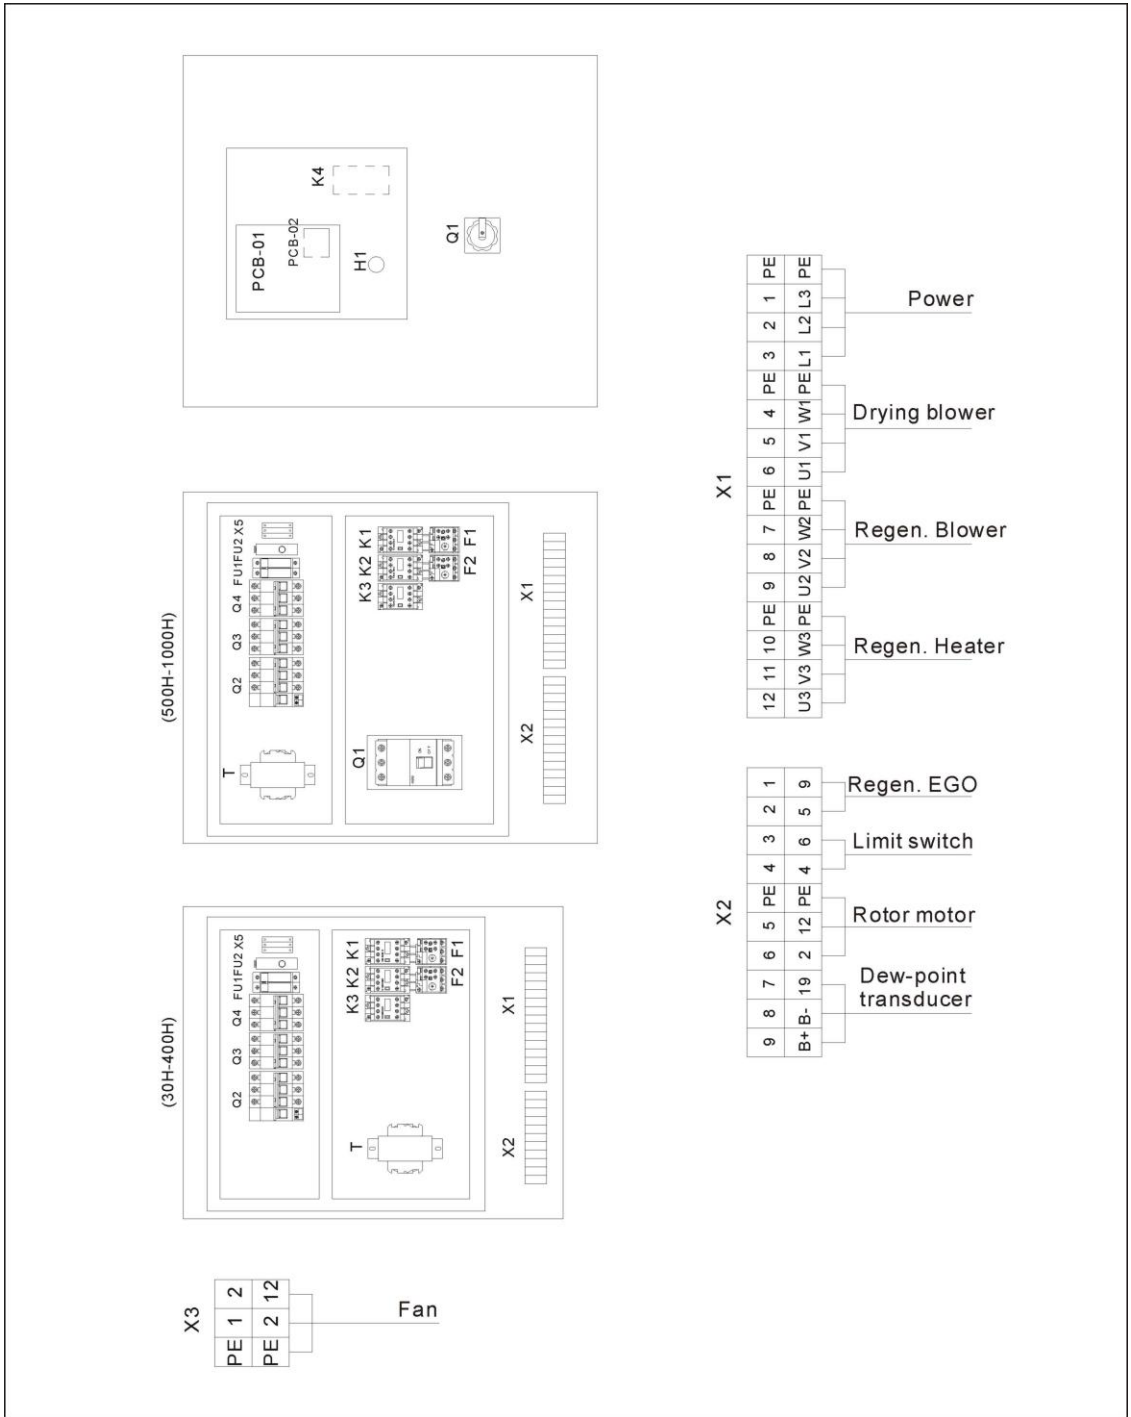 K4
PCB-01
PCB-02
H1
Q1
(500H-1000H)
T
Q2
Q3
Q4
FU1
FU2
X5
Q1
K3
K2
K1
F2
F1
X2
X1
(30H-400H)
Q2
Q3
Q4
FU1
FU2
X5
T
K3
K2
K1
F2
F1
X2
X1
X3
PE 1 2
PE 2 12
Fan
X1
12 11 10 PE 9 8 7 PE 6 5 4 PE 3 2 1 PE
U3 V3 W3 PE U2 V2 W2 PE U1 V1 W1 PE L1 L2 L3 PE
Power
Drying blower
Regen. Blower
Regen. Heater
X2
9 8 7 6 5 PE 4 3 2 1
B+ B- 19 2 12 PE 4 6 5 9
Regen. EGO
Limit switch
Rotor motor
Dew-point
transducer